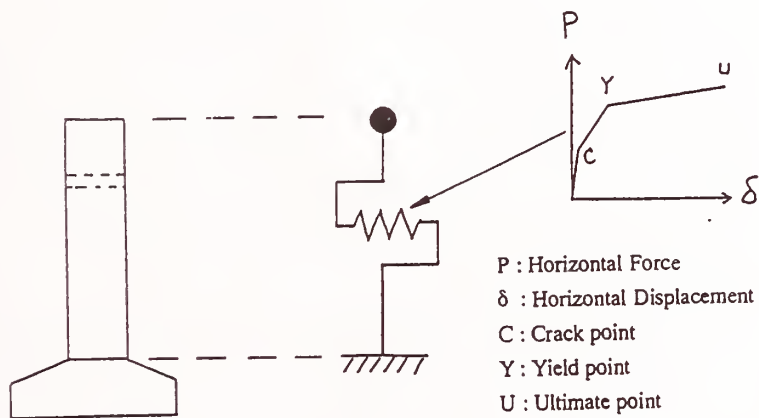 P
U
Y
C
δ
P : Horizontal Force
δ : Horizontal Displacement
C : Crack point
Y : Yield point
U : Ultimate point